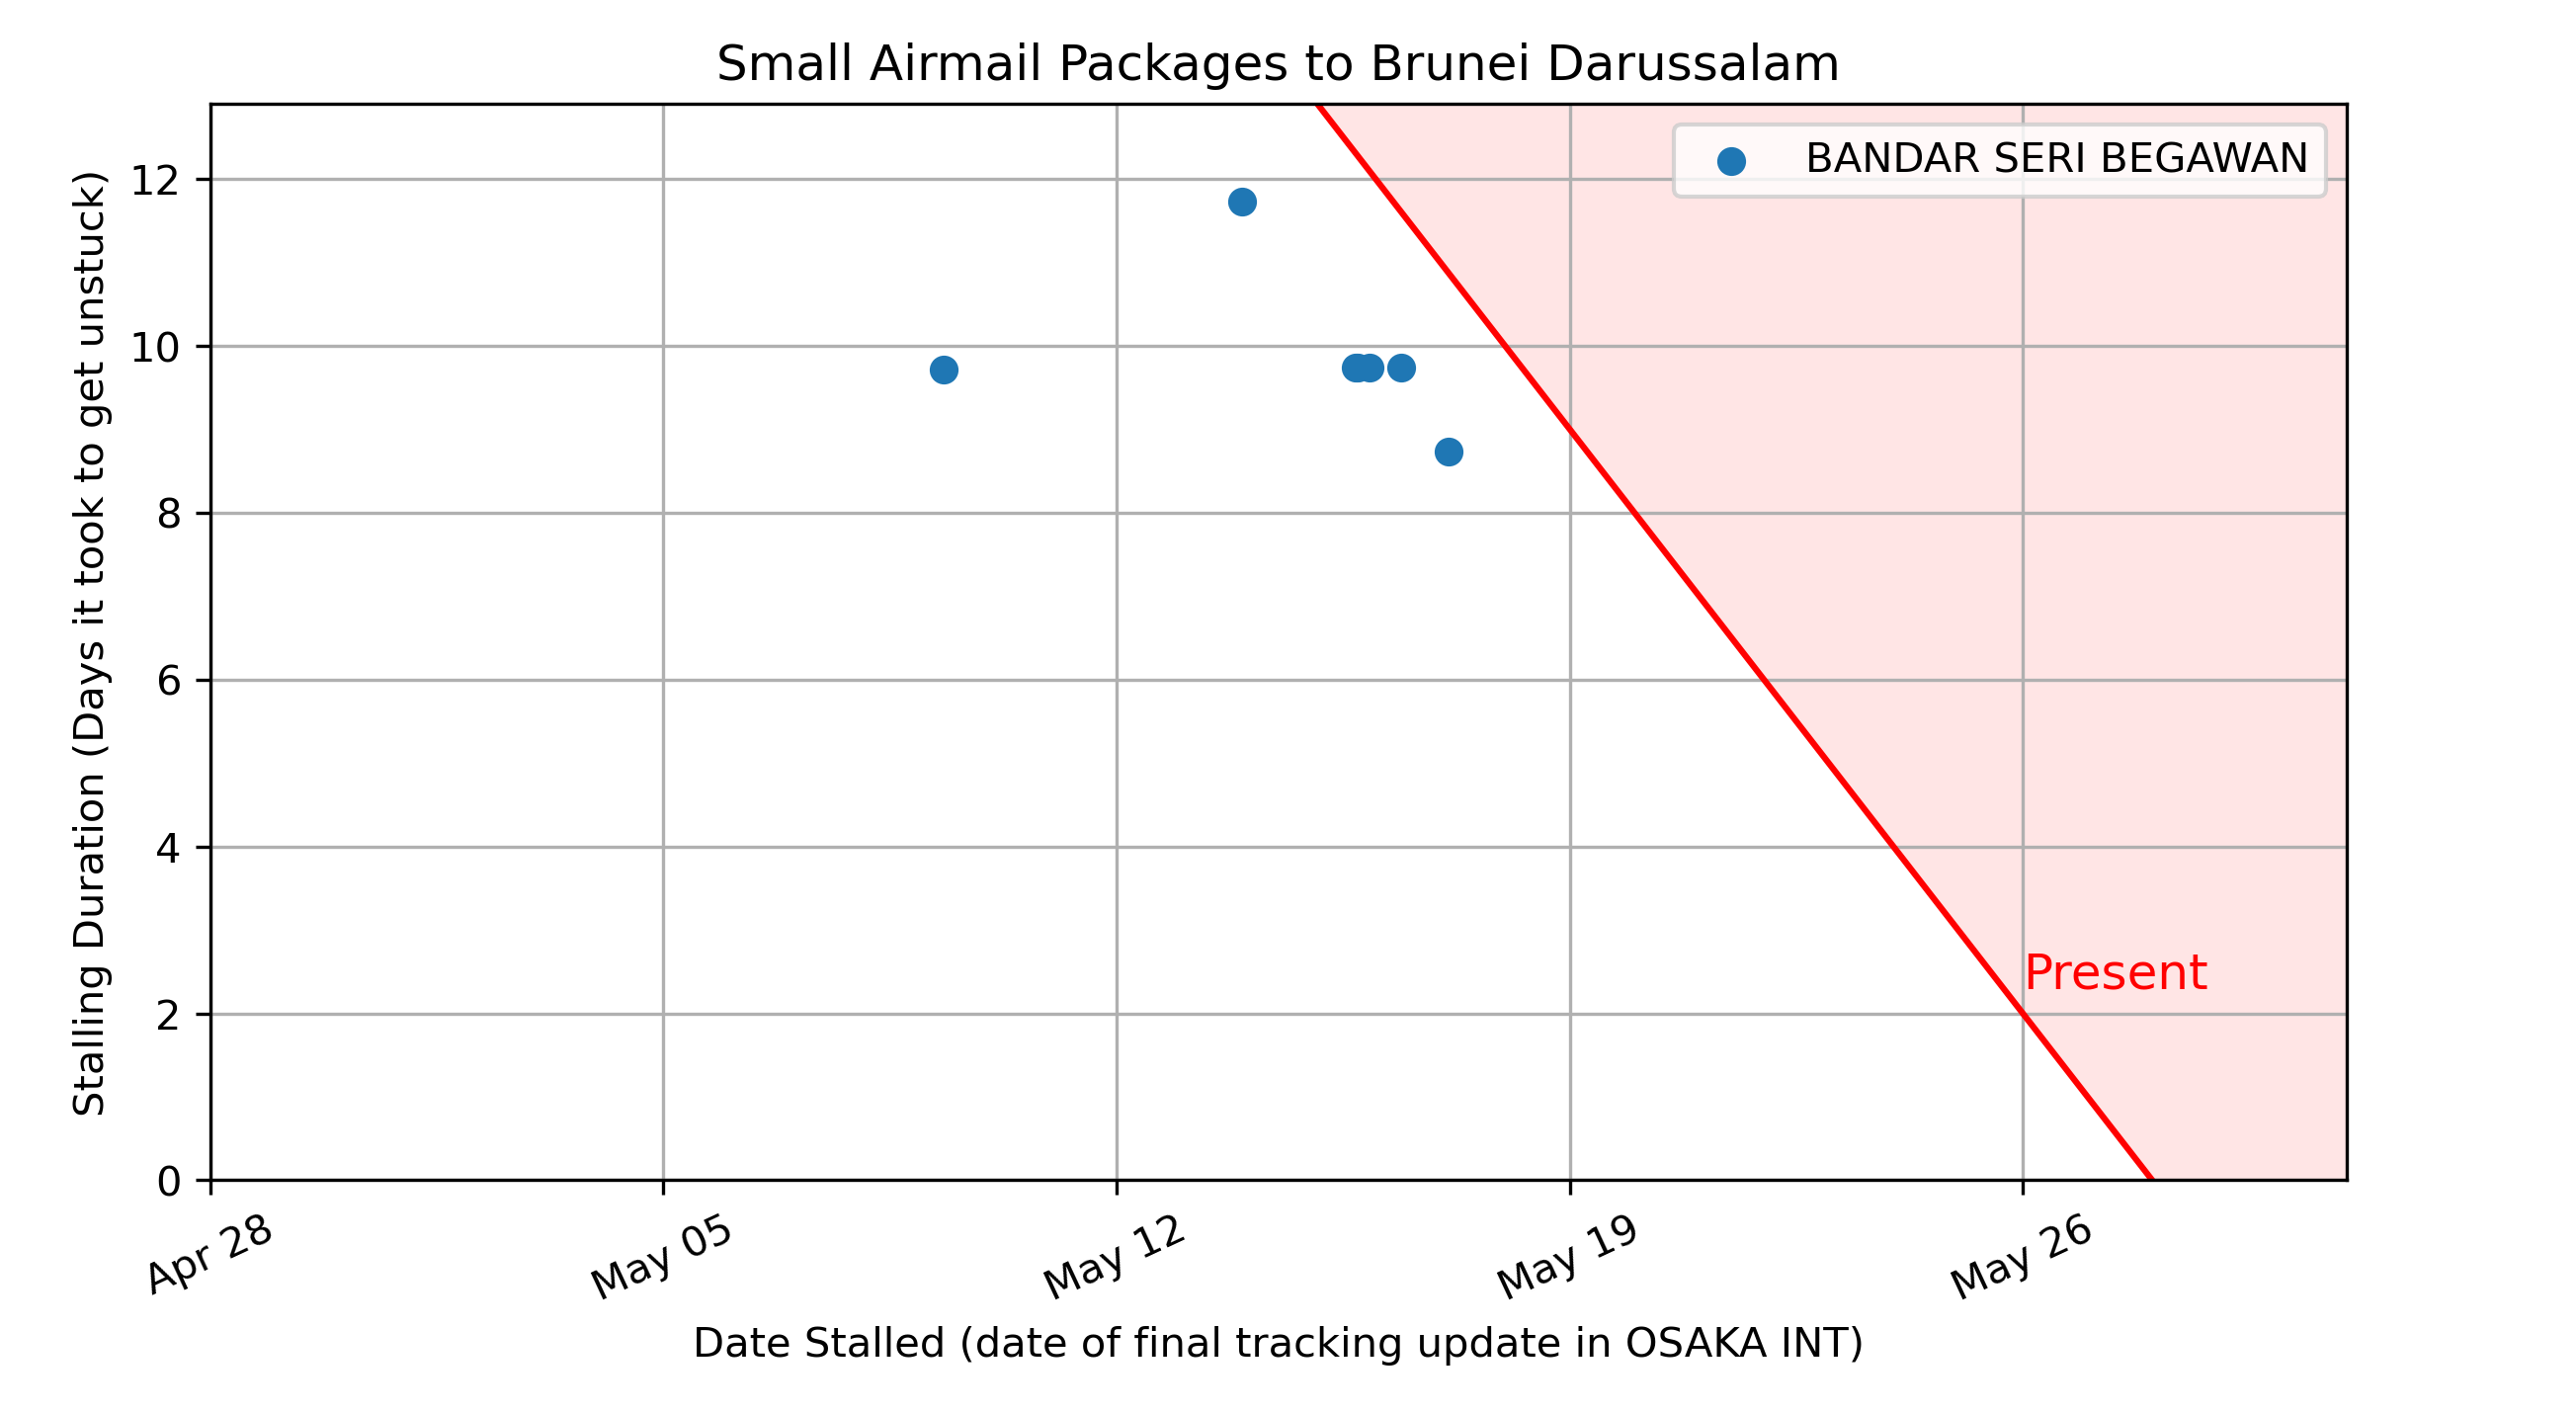 Small Airmail Packages to Brunei Darussalam
BANDAR SERI BEGAWAN
Stalling Duration (Days it took to get unstuck)
12
10
8
6
4
2
0
Present
Apr 28
May 05
May 12
May 19
May 26
Date Stalled (date of final tracking update in OSAKA INT)